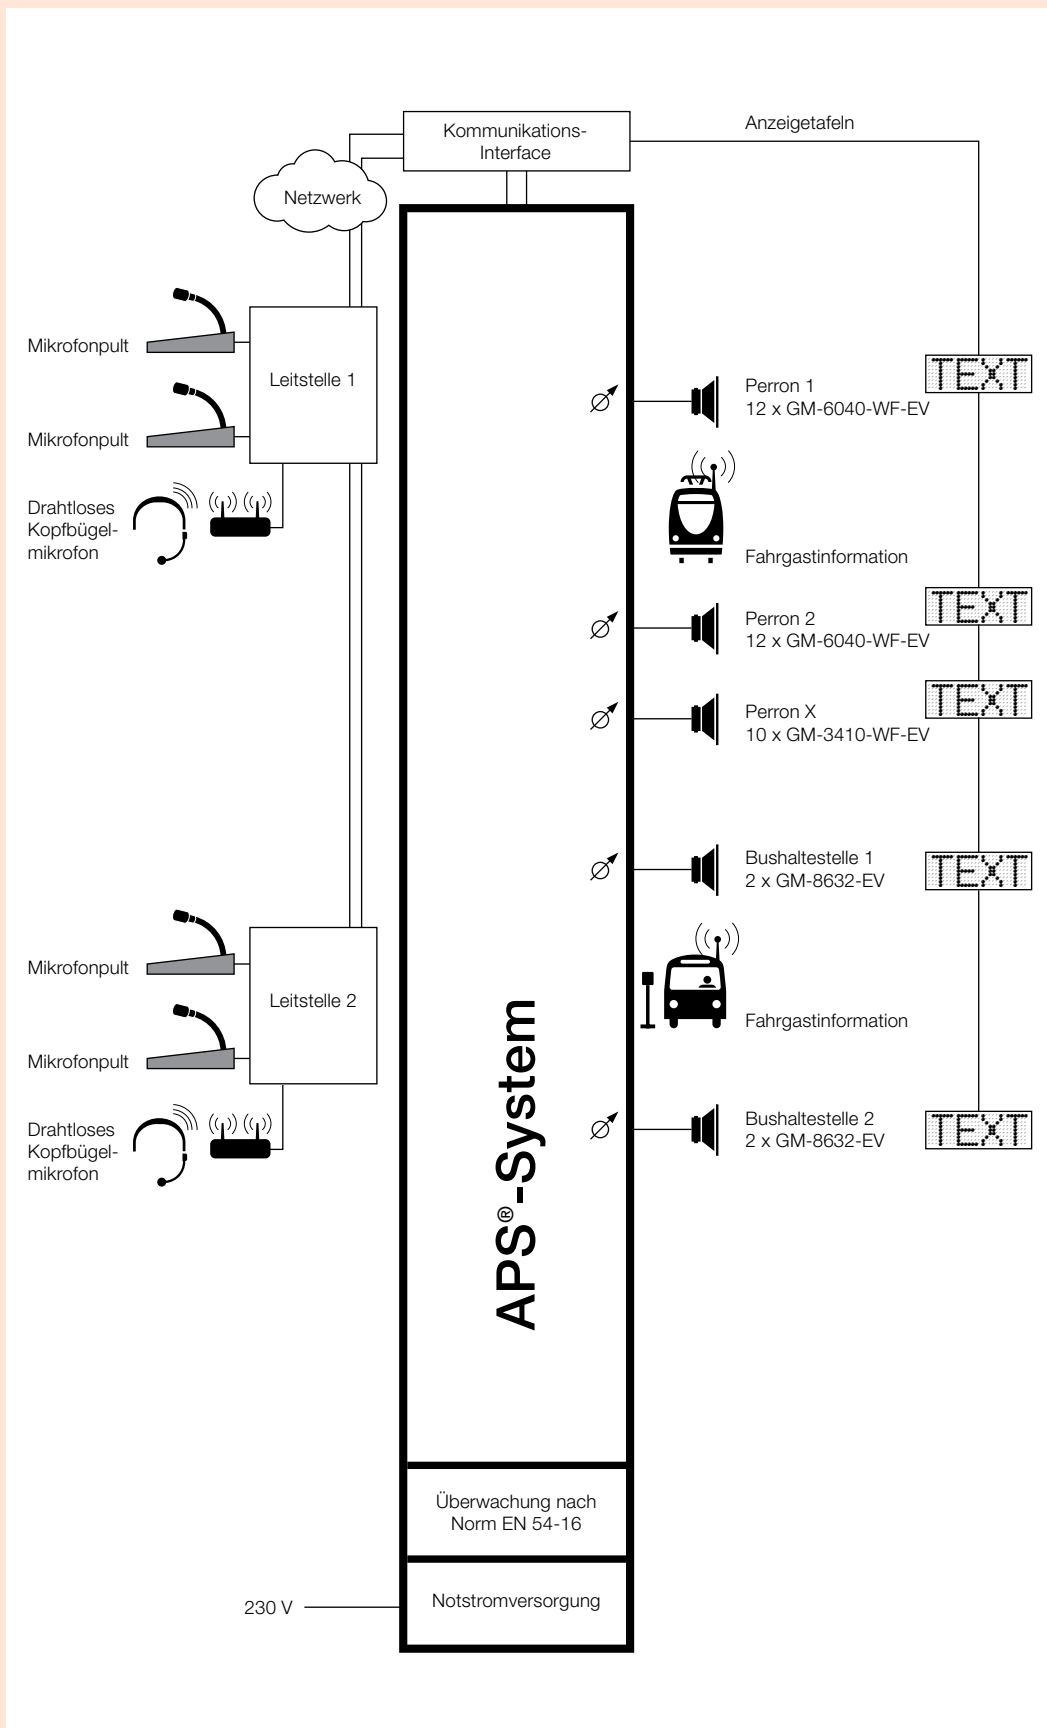 Kommunikations-
Interface
Anzeigetafeln
Netzwerk
Mikrofonpult
Leitstelle 1
Mikrofonpult
Drahtloses
Kopfbügel-
mikrofon
TEXT
Perron 1
12 x GM-6040-WF-EV
Fahrgastinformation
TEXT
Perron 2
12 x GM-6040-WF-EV
TEXT
Perron X
10 x GM-3410-WF-EV
Bushaltestelle 1
2 x GM-8632-EV
TEXT
Mikrofonpult
Leitstelle 2
Mikrofonpult
Drahtloses
Kopfbügel-
mikrofon
Fahrgastinformation
Bushaltestelle 2
2 x GM-8632-EV
TEXT
APS®-System
Überwachung nach
Norm EN 54-16
230 V
Notstromversorgung